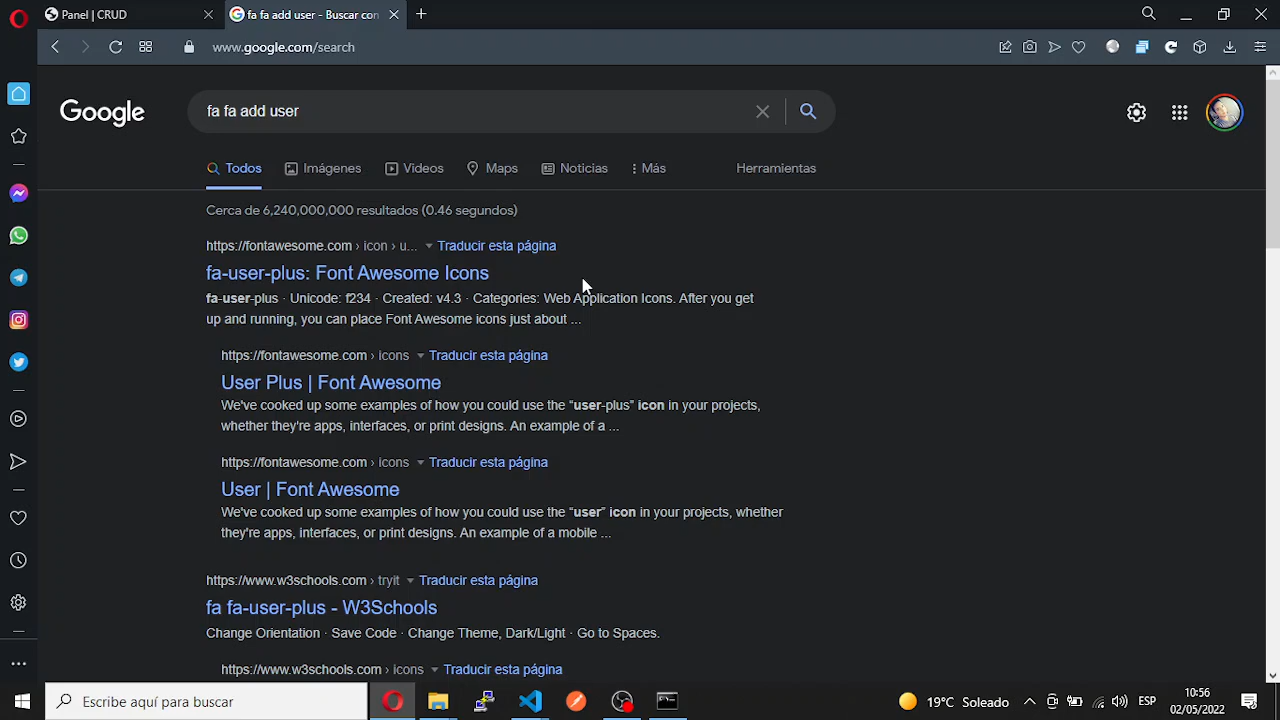 Panel | CRUD
fa fa add user - Buscar con
www.google.com/search
Google
fa fa add user
Todos
Imágenes
Videos
Maps
Noticias
Más
Herramientas
Cerca de 6,240,000,000 resultados (0.46 segundos)
https://fontawesome.com › icon › u... Traducir esta página
fa-user-plus: Font Awesome Icons
fa-user-plus · Unicode: f234 · Created: v4.3 · Categories: Web Application Icons. After you get
up and running, you can place Font Awesome icons just about ...
https://fontawesome.com › icons Traducir esta página
User Plus | Font Awesome
We've cooked up some examples of how you could use the “user-plus” icon in your projects,
whether they're apps, interfaces, or print designs. An example of a ...
https://fontawesome.com › icons Traducir esta página
User | Font Awesome
We've cooked up some examples of how you could use the “user” icon in your projects, whether
they're apps, interfaces, or print designs. An example of a mobile ...
https://www.w3schools.com › tryit Traducir esta página
fa fa-user-plus - W3Schools
Change Orientation · Save Code · Change Theme, Dark/Light · Go to Spaces.
https://www.w3schools.com › icons Traducir esta página
Escribe aquí para buscar
19°C Soleado
ESP
10:56
02/05/2022